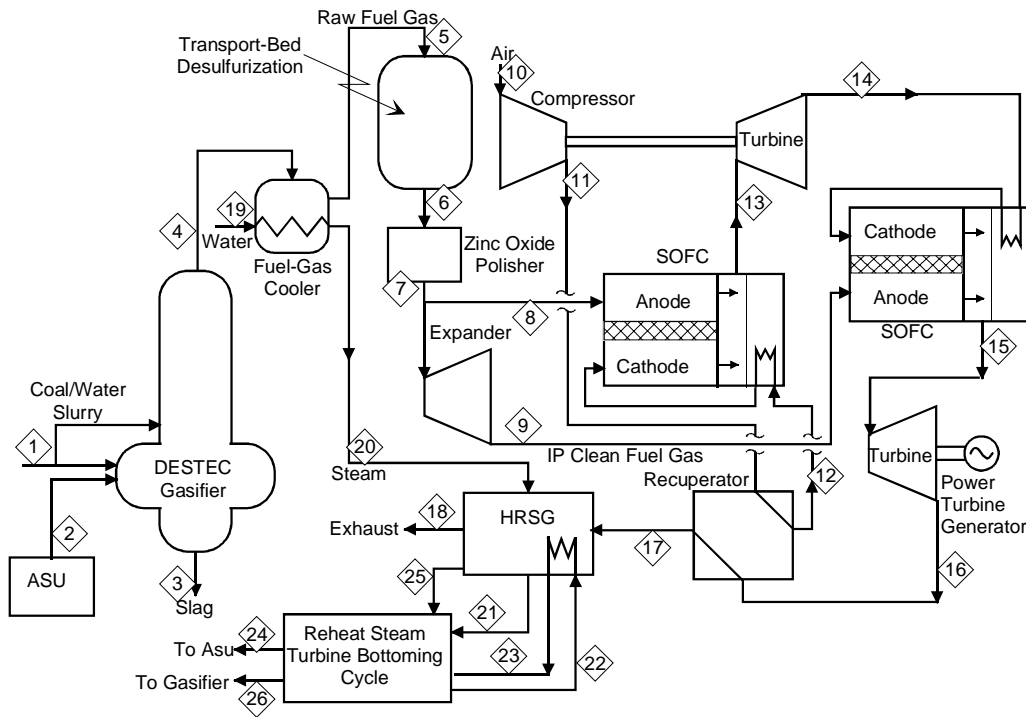 Raw Fuel Gas
5
Transport-Bed
Desulfurization
Air
10
Compressor
14
Turbine
4
19
Water
Fuel-Gas
Cooler
6
11
13
Cathode
Anode
SOFC
Zinc Oxide
Polisher
7
SOFC
Anode
Cathode
8
15
Expander
Coal/Water
Slurry
1
9
IP Clean Fuel Gas
20
Steam
DESTEC
Gasifier
Recuperator
12
Turbine
Power
Turbine
Generator
2
HRSG
18
Exhaust
17
16
ASU
3
Slag
25
21
24
To Asu
Reheat Steam
Turbine Bottoming
Cycle
23
22
To Gasifier
26